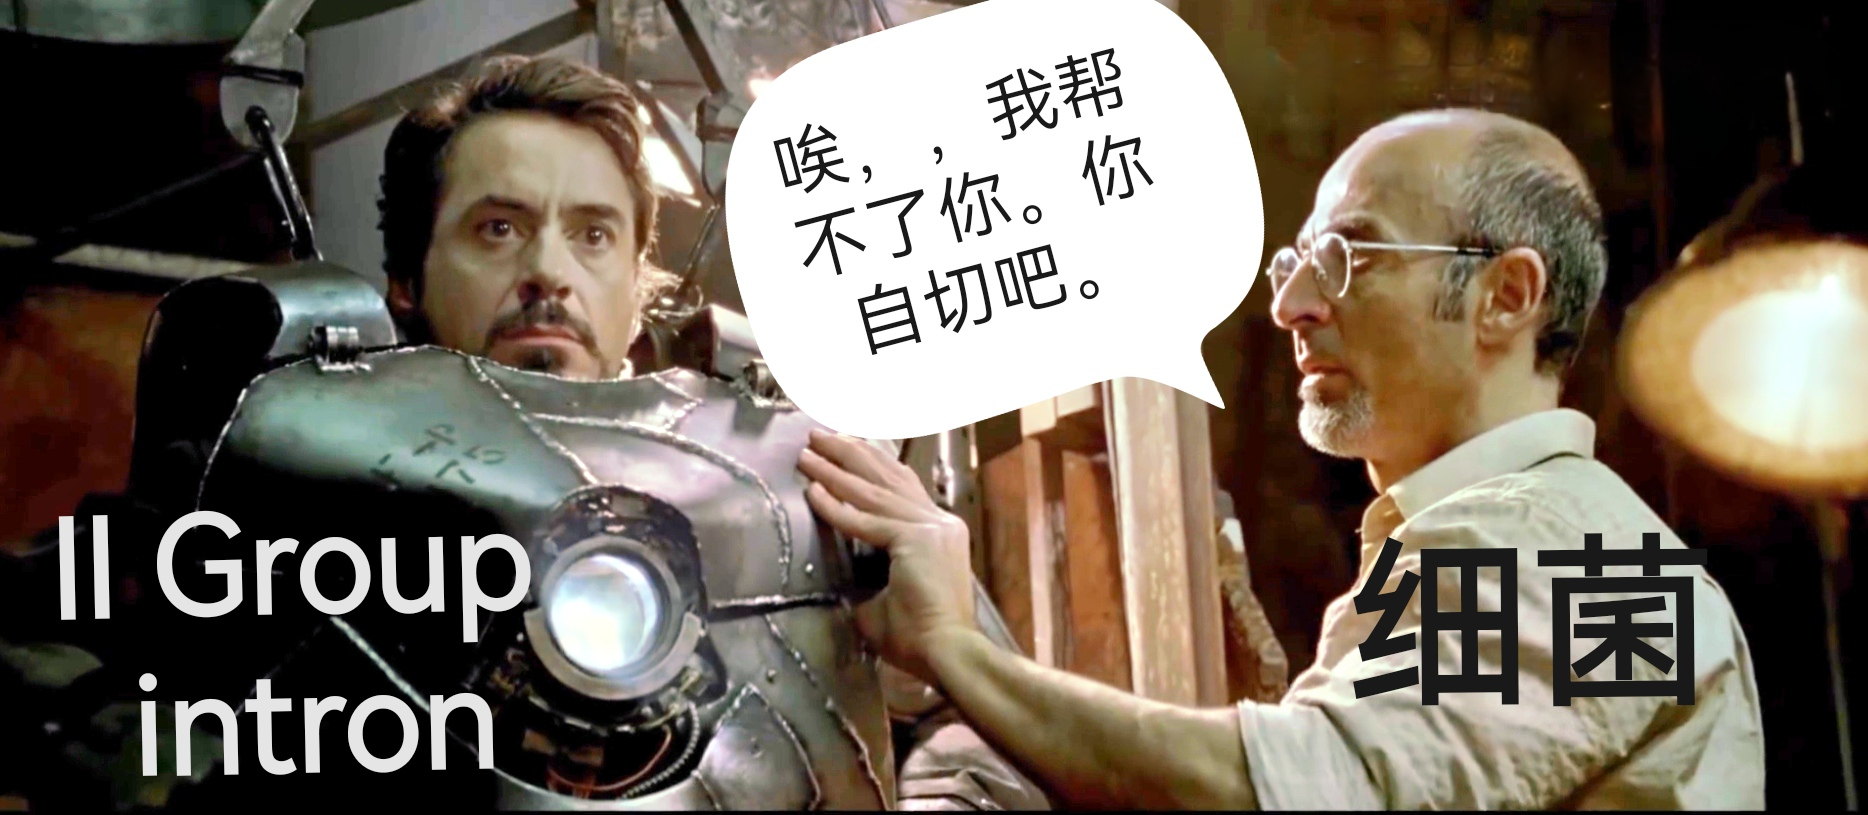 唉，，我帮
不了你。你
自切吧。
II Group
intron
细菌